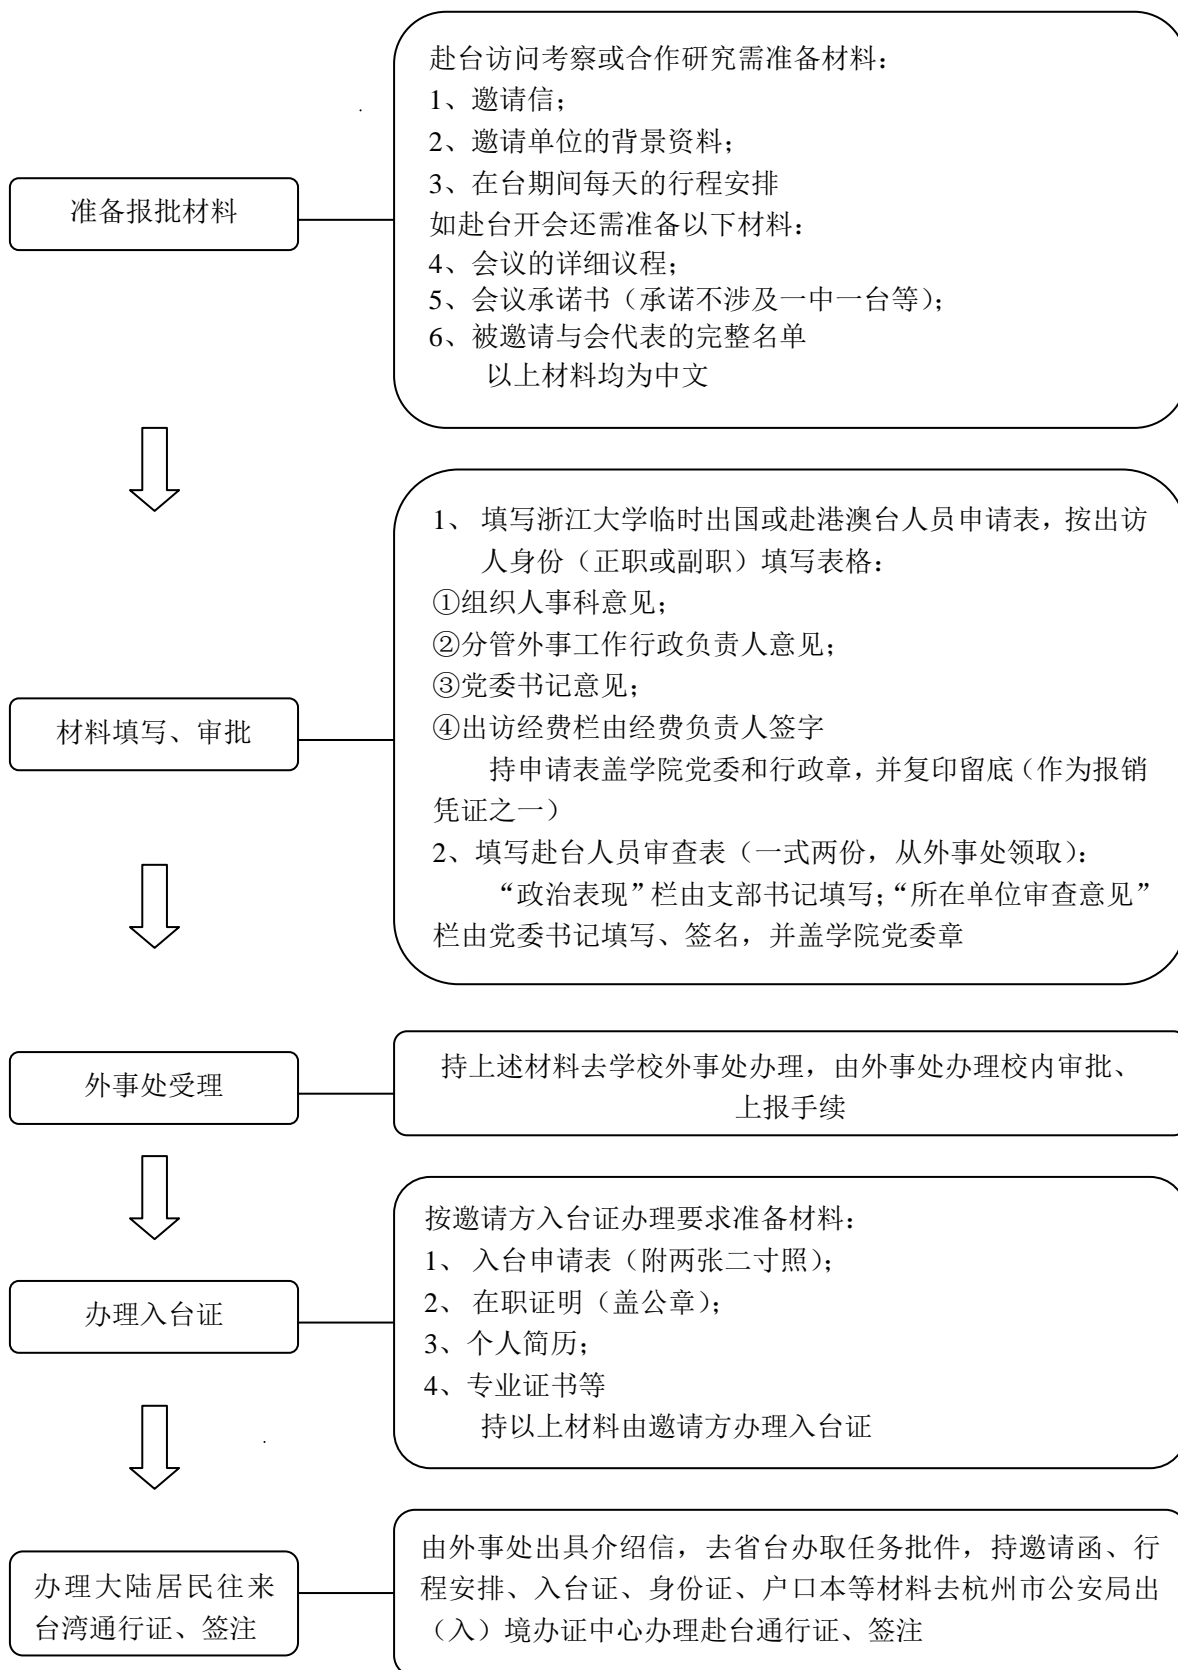 赴台访问考察或合作研究需准备材料：
1、邀请信；
2、邀请单位的背景资料；
3、在台期间每天的行程安排
如赴台开会还需准备以下材料：
4、会议的详细议程；
5、会议承诺书（承诺不涉及一中一台等）；
6、被邀请与会代表的完整名单
以上材料均为中文
准备报批材料
1、 填写浙江大学临时出国或赴港澳台人员申请表，按出访
人身份（正职或副职）填写表格：
①组织人事科意见；
②分管外事工作行政负责人意见；
③党委书记意见；
④出访经费栏由经费负责人签字
持申请表盖学院党委和行政章，并复印留底（作为报销
凭证之一）
2、填写赴台人员审查表（一式两份，从外事处领取）：
“政治表现”栏由支部书记填写；“所在单位审查意见”
栏由党委书记填写、签名，并盖学院党委章
材料填写、审批
外事处受理
持上述材料去学校外事处办理，由外事处办理校内审批、
上报手续
按邀请方入台证办理要求准备材料：
1、 入台申请表（附两张二寸照）；
2、 在职证明（盖公章）；
3、个人简历；
4、专业证书等
持以上材料由邀请方办理入台证
办理入台证
由外事处出具介绍信，去省台办取任务批件，持邀请函、行
程安排、入台证、身份证、户口本等材料去杭州市公安局出
（入）境办证中心办理赴台通行证、签注
办理大陆居民往来
台湾通行证、签注